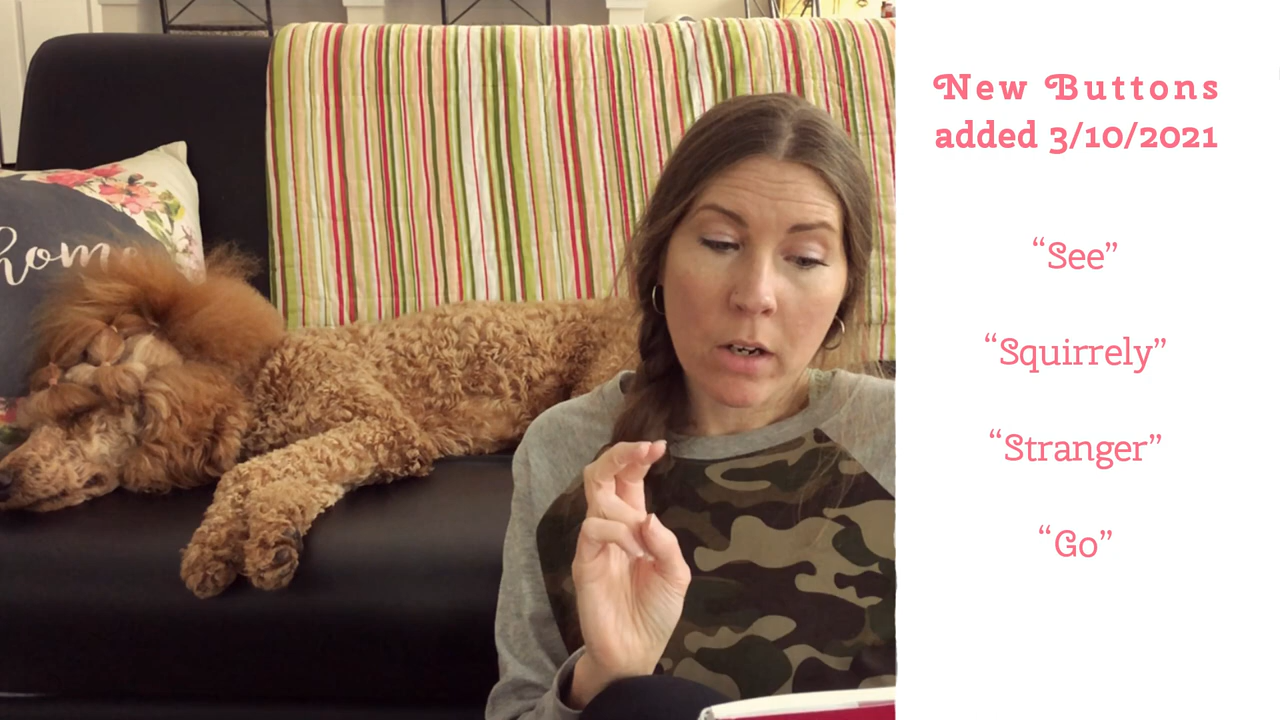 home
New Buttons
added 3/10/2021
“See”
“Squirrely”
“Stranger”
“Go”